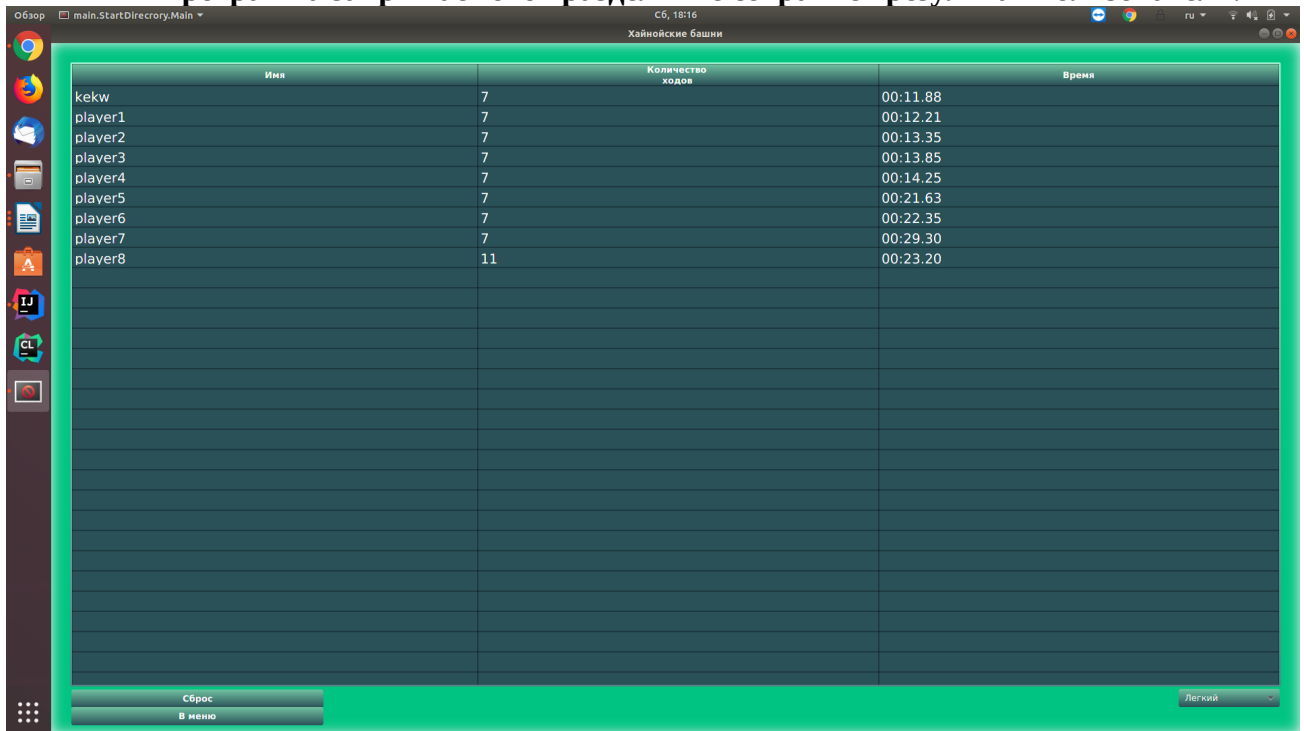 Обзор main.StartDirecrory.Main Сб, 18:16 ru
Хайнойские башни
Имя Количество ходов Время
kekw 7 00:11.88
player1 7 00:12.21
player2 7 00:13.35
player3 7 00:13.85
player4 7 00:14.25
player5 7 00:21.63
player6 7 00:22.35
player7 7 00:29.30
player8 11 00:23.20
Сброс Легкий
В меню